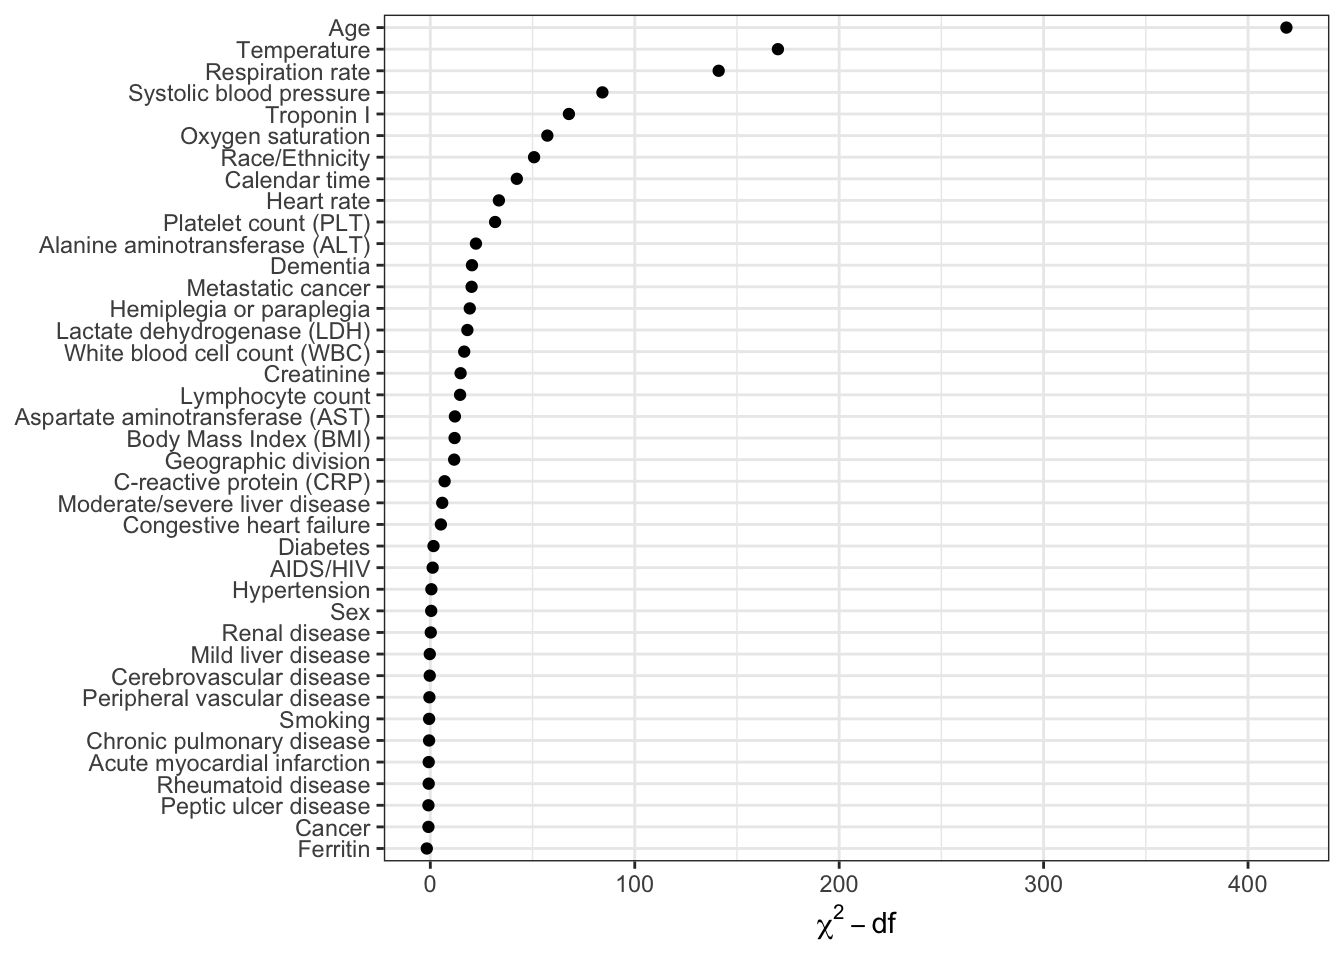 Age
Temperature
Respiration rate
Systolic blood pressure
Troponin I
Oxygen saturation
Race/Ethnicity
Calendar time
Heart rate
Platelet count (PLT)
Alanine aminotransferase (ALT)
Dementia
Metastatic cancer
Hemiplegia or paraplegia
Lactate dehydrogenase (LDH)
White blood cell count (WBC)
Creatinine
Lymphocyte count
Aspartate aminotransferase (AST)
Body Mass Index (BMI)
Geographic division
C-reactive protein (CRP)
Moderate/severe liver disease
Congestive heart failure
Diabetes
AIDS/HIV
Hypertension
Sex
Renal disease
Mild liver disease
Cerebrovascular disease
Peripheral vascular disease
Smoking
Chronic pulmonary disease
Acute myocardial infarction
Rheumatoid disease
Peptic ulcer disease
Cancer
Ferritin
0 100 200 300 400
χ² − df